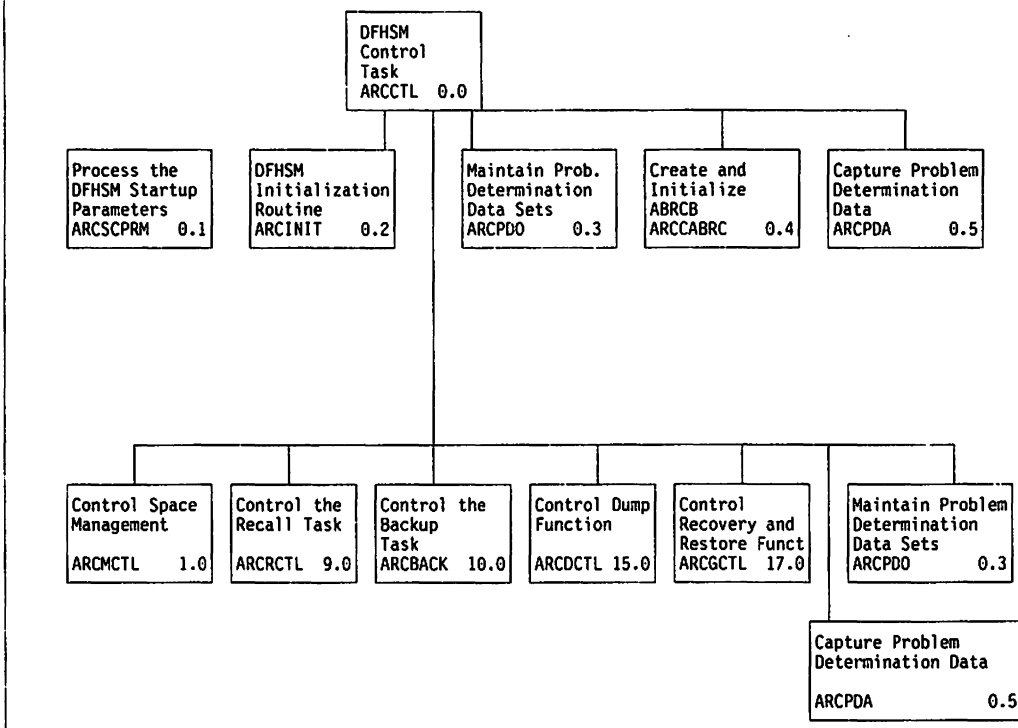 DFHSM
Control
Task
ARCCTL 0.0
Process the
DFHSM Startup
Parameters
ARCSCPRM 0.1
DFHSM
Initialization
Routine
ARCINIT 0.2
Maintain Prob.
Determination
Data Sets
ARCPDO 0.3
Create and
Initialize
ABRCB
ARCCABRC 0.4
Capture Problem
Determination
Data
ARCPDA 0.5
Control Space
Management
ARCMCTL 1.0
Control the
Recall Task
ARCRCTL 9.0
Control the
Backup
Task
ARCBACK 10.0
Control Dump
Function
ARCDCTL 15.0
Control
Recovery and
Restore Funct
ARCGCTL 17.0
Maintain Problem
Determination
Data Sets
ARCPDO 0.3
Capture Problem
Determination Data
ARCPDA 0.5